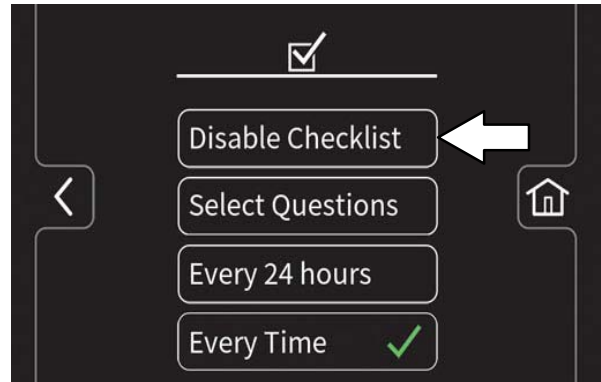 Disable Checklist
Select Questions
Every 24 hours
Every Time